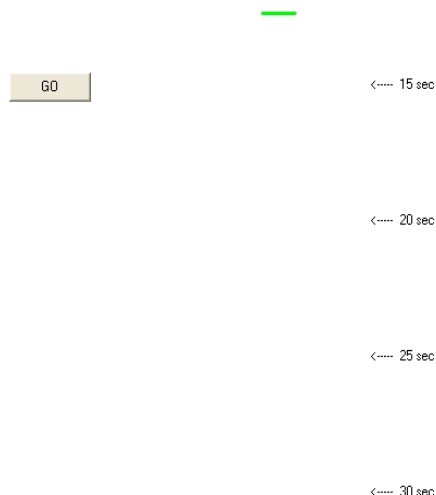 GO
<----- 15 sec
<----- 20 sec
<----- 25 sec
<----- 30 sec